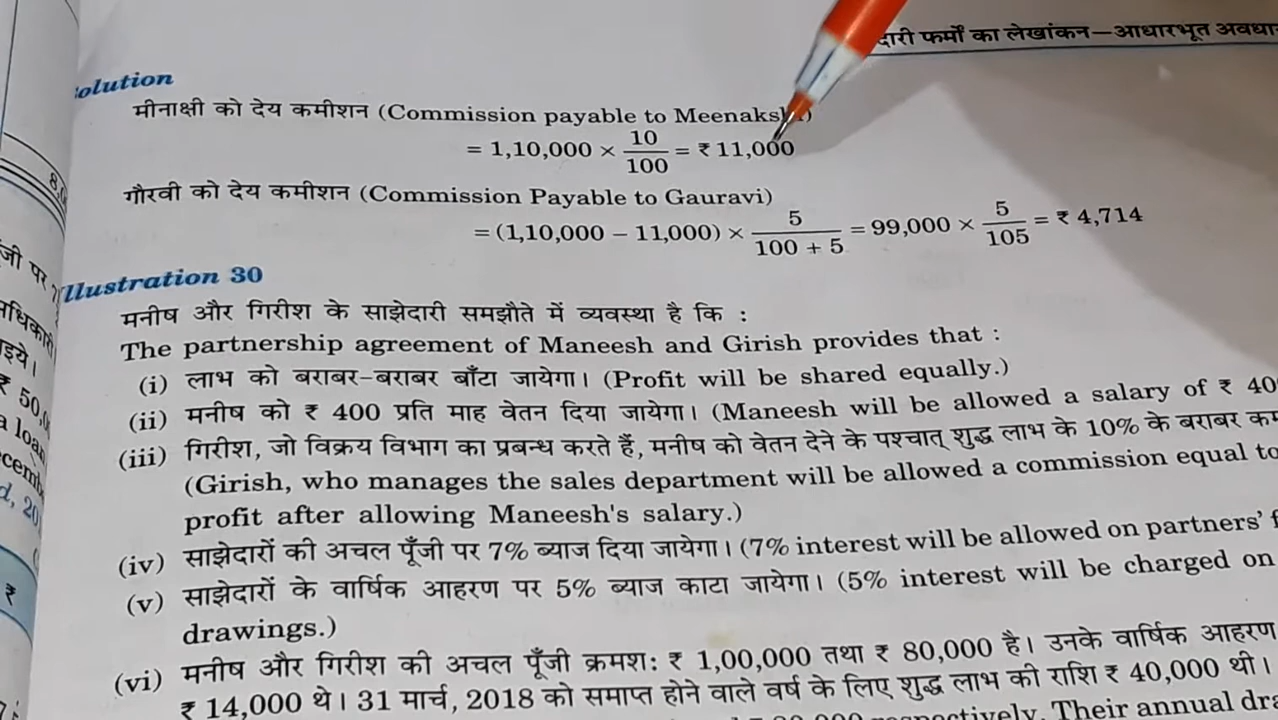 फर्मों का लेखांकन—आधारभूत
olution
मीनाक्षी को देय कमीशन (Commission payable to
= 1,10,000 × 10/100 = ₹ 11,000
गौरवी को देय कमीशन (Commission Payable to Gauravi)
= (1,10,000 – 11,000) × 5/(100 + 5) = 99,000 × 5/105 = ₹ 4,714
llustration 30
मनीष और गिरीश के साझेदारी समझौते में व्यवस्था है कि :
The partnership agreement of Maneesh and Girish provides that :
(i) लाभ को बराबर-बराबर बाँटा जायेगा। (Profit will be shared equally.)
(ii) मनीष को ₹ 400 प्रति माह वेतन दिया जायेगा। (Maneesh will be allowed a salary of ₹ 40
(iii) गिरीश, जो विक्रय विभाग का प्रबन्ध करते हैं, मनीष को वेतन देने के पश्चात् शुद्ध लाभ के 10% के बराबर
(Girish, who manages the sales department will be allowed a commission equal to
profit after allowing Maneesh's salary.)
(iv) साझेदारों की अचल पूँजी पर 7% ब्याज दिया जायेगा। (7% interest will be allowed on partners'
(v) साझेदारों के वार्षिक आहरण पर 5% ब्याज काटा जायेगा। (5% interest will be charged on
drawings.)
(vi) मनीष और गिरीश की अचल पूँजी क्रमश: ₹ 1,00,000 तथा ₹ 80,000 है। उनके वार्षिक आहरण
₹ 14,000 थे। 31 मार्च, 2018 को समाप्त होने वाले वर्ष के लिए शुद्ध लाभ की राशि ₹ 40,000 थी।
respectively. Their annual